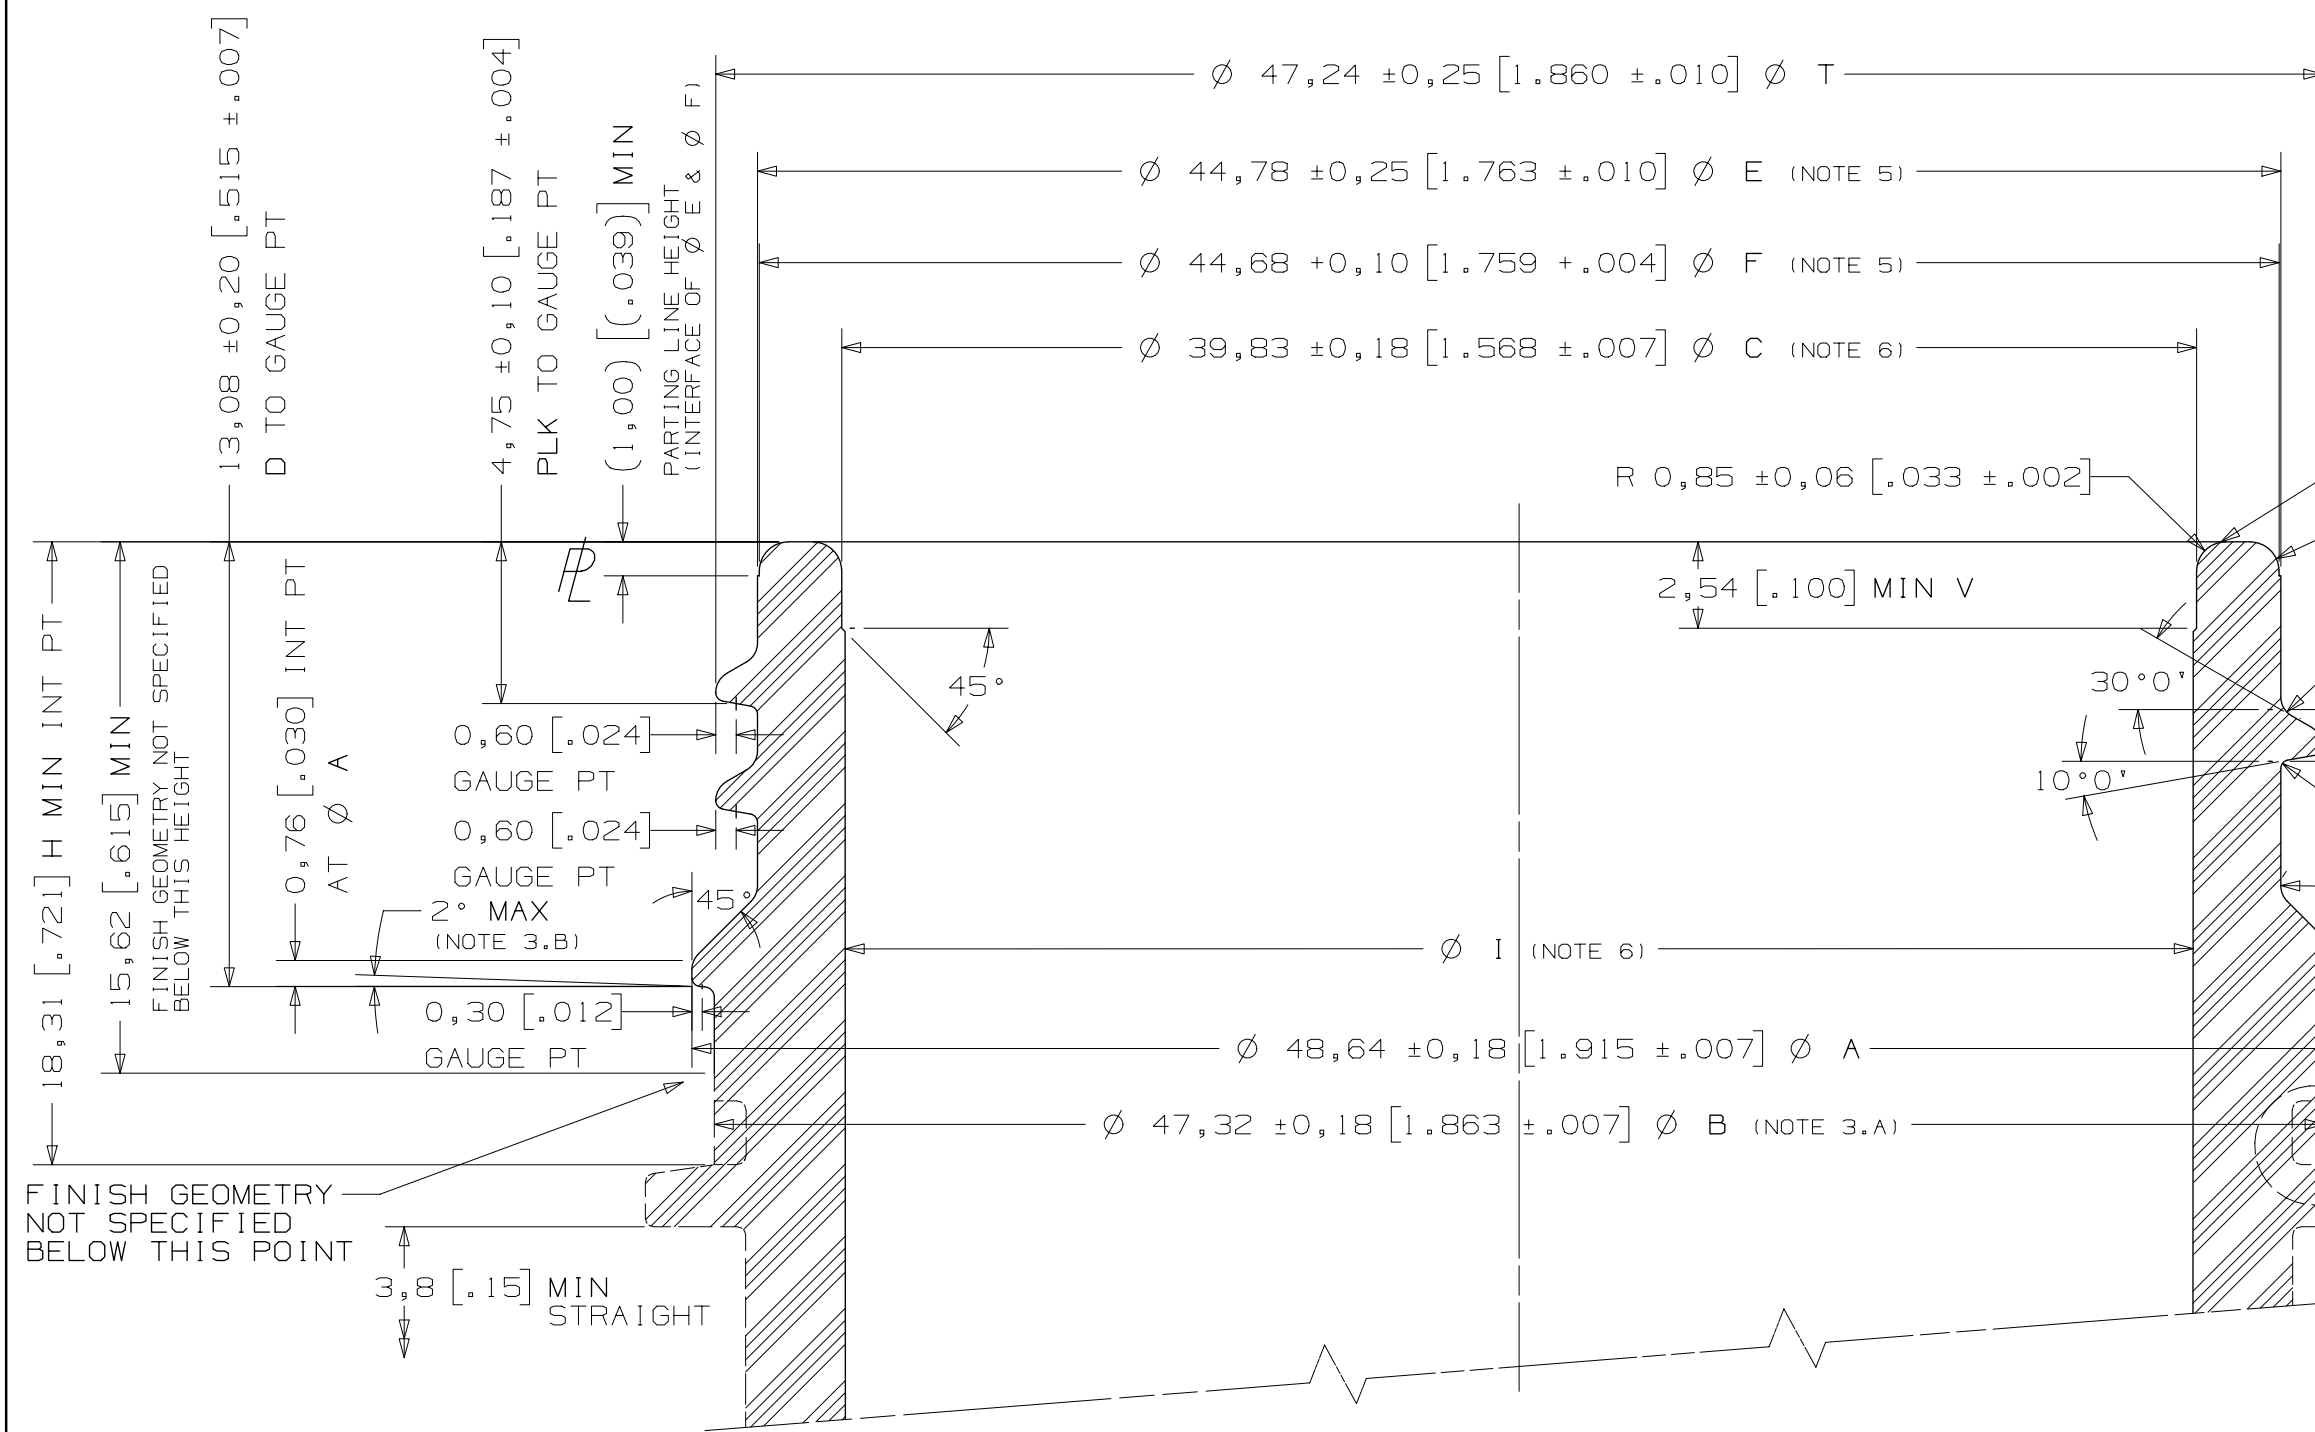 13,08 ±0,20 [.515 ±.007]
D TO GAUGE PT
4,75 ±0,10 [.187 ±.004]
PLK TO GAUGE PT
(1,00) [(.039)] MIN
PARTING LINE HEIGHT
(INTERFACE OF Ø E & Ø F)
Ø 47,24 ±0,25 [1.860 ±.010] Ø T
Ø 44,78 ±0,25 [1.763 ±.010] Ø E (NOTE 5)
Ø 44,68 +0,10 [1.759 +.004] Ø F (NOTE 5)
Ø 39,83 ±0,18 [1.568 ±.007] Ø C (NOTE 6)
R 0,85 ±0,06 [.033 ±.002]
PL
2,54 [.100] MIN V
18,31 [.721] H MIN INT PT
15,62 [.615] MIN
FINISH GEOMETRY NOT SPECIFIED
BELOW THIS HEIGHT
0,76 [.030] INT PT
AT Ø A
45°
30°0'
10°0'
0,60 [.024]
GAUGE PT
0,60 [.024]
GAUGE PT
45°
2° MAX
(NOTE 3.B)
Ø I (NOTE 6)
0,30 [.012]
GAUGE PT
Ø 48,64 ±0,18 [1.915 ±.007] Ø A
Ø 47,32 ±0,18 [1.863 ±.007] Ø B (NOTE 3.A)
FINISH GEOMETRY
NOT SPECIFIED
BELOW THIS POINT
3,8 [.15] MIN
STRAIGHT